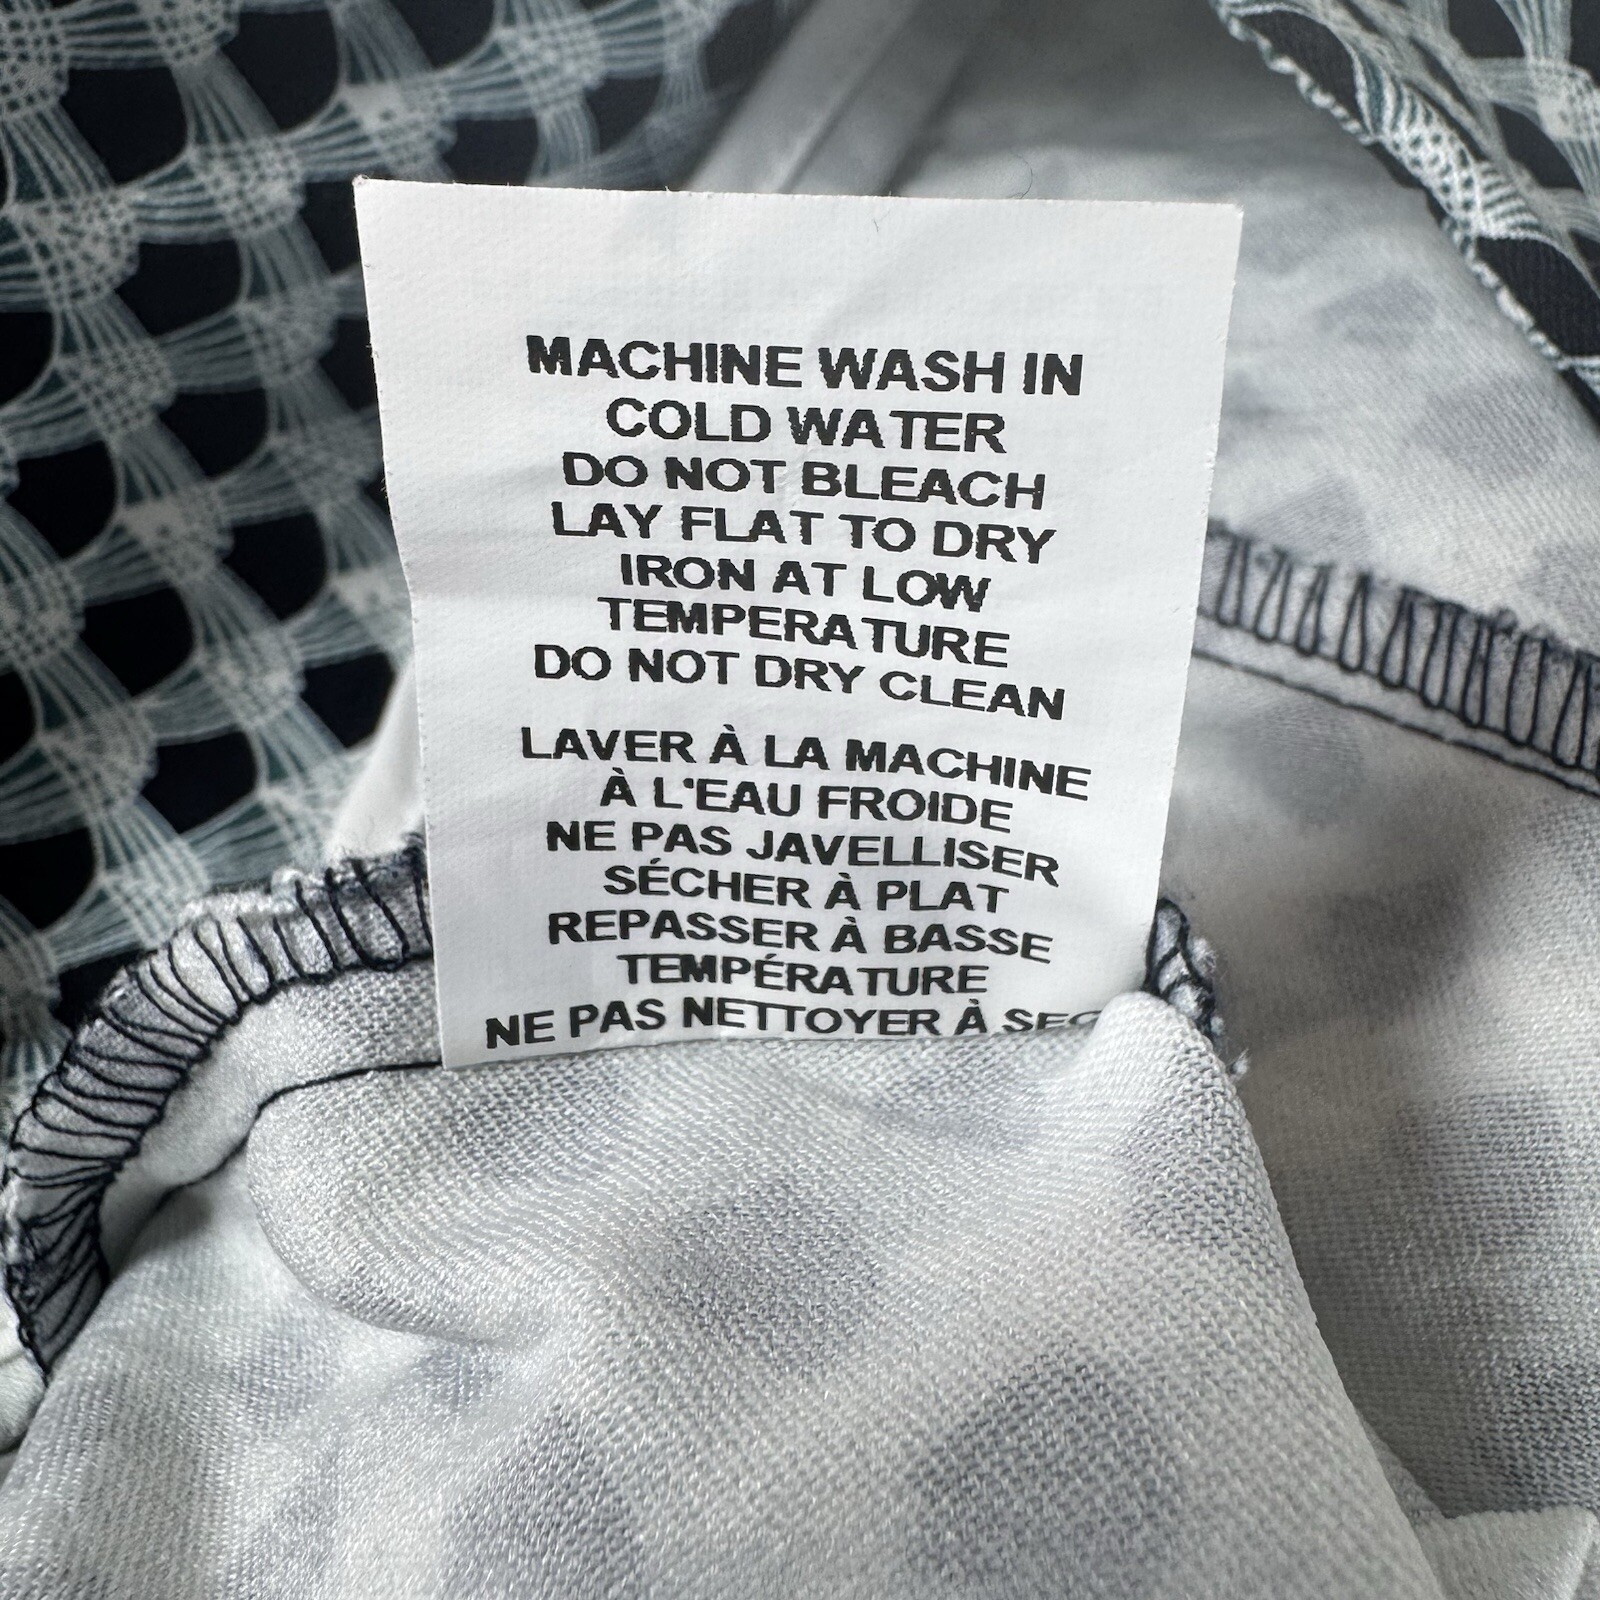 MACHINE WASH IN
COLD WATER
DO NOT BLEACH
LAY FLAT TO DRY
IRON AT LOW
TEMPERATURE
DO NOT DRY CLEAN
LAVER À LA MACHINE
À L'EAU FROIDE
NE PAS JAVELLISER
SÉCHER À PLAT
REPASSER À BASSE
TEMPÉRATURE
NE PAS NETTOYER À SEC